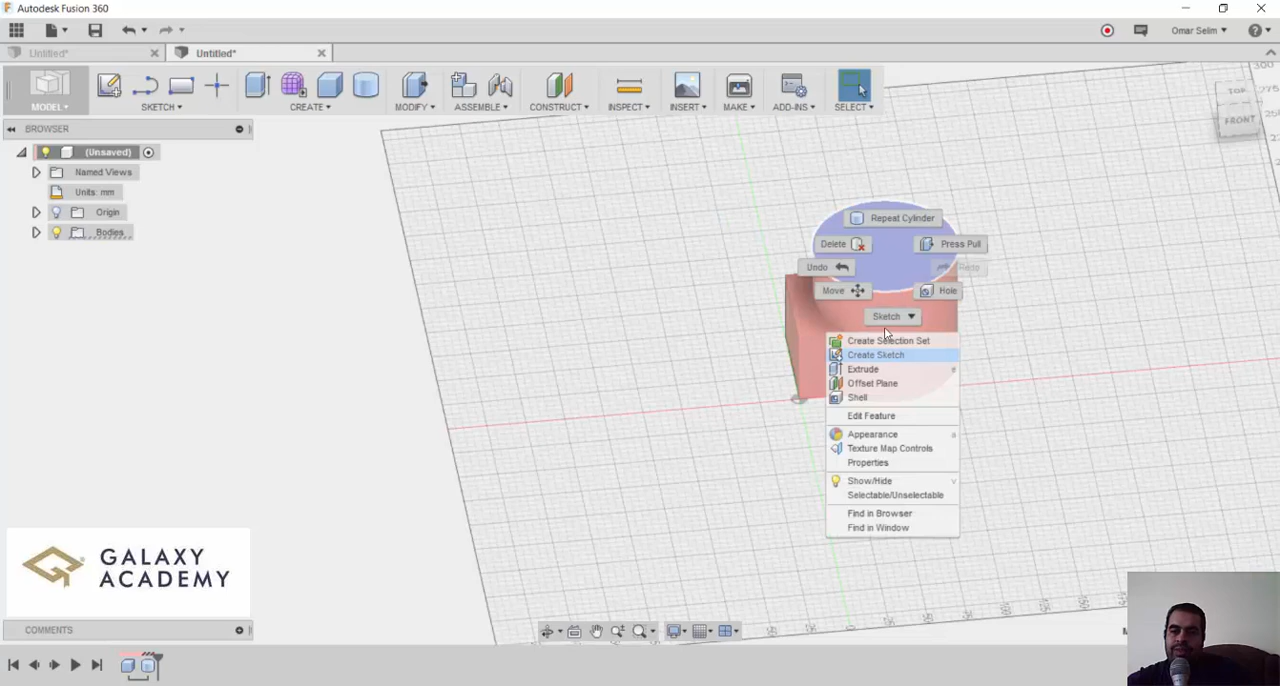 Autodesk Fusion 360
Omar Selim
Untitled*
Untitled*
MODEL
SKETCH
CREATE
MODIFY
ASSEMBLE
CONSTRUCT
INSPECT
INSERT
MAKE
ADD-INS
SELECT
TOP
FRONT
BROWSER
(Unsaved)
Named Views
Units: mm
Origin
Bodies
Repeat Cylinder
Delete
Press Pull
Undo
Redo
Move
Hole
Sketch
Create Selection Set
Create Sketch
Extrude
Offset Plane
Shell
Edit Feature
Appearance
Texture Map Controls
Properties
Show/Hide
Selectable/Unselectable
Find in Browser
Find in Window
GALAXY
ACADEMY
COMMENTS